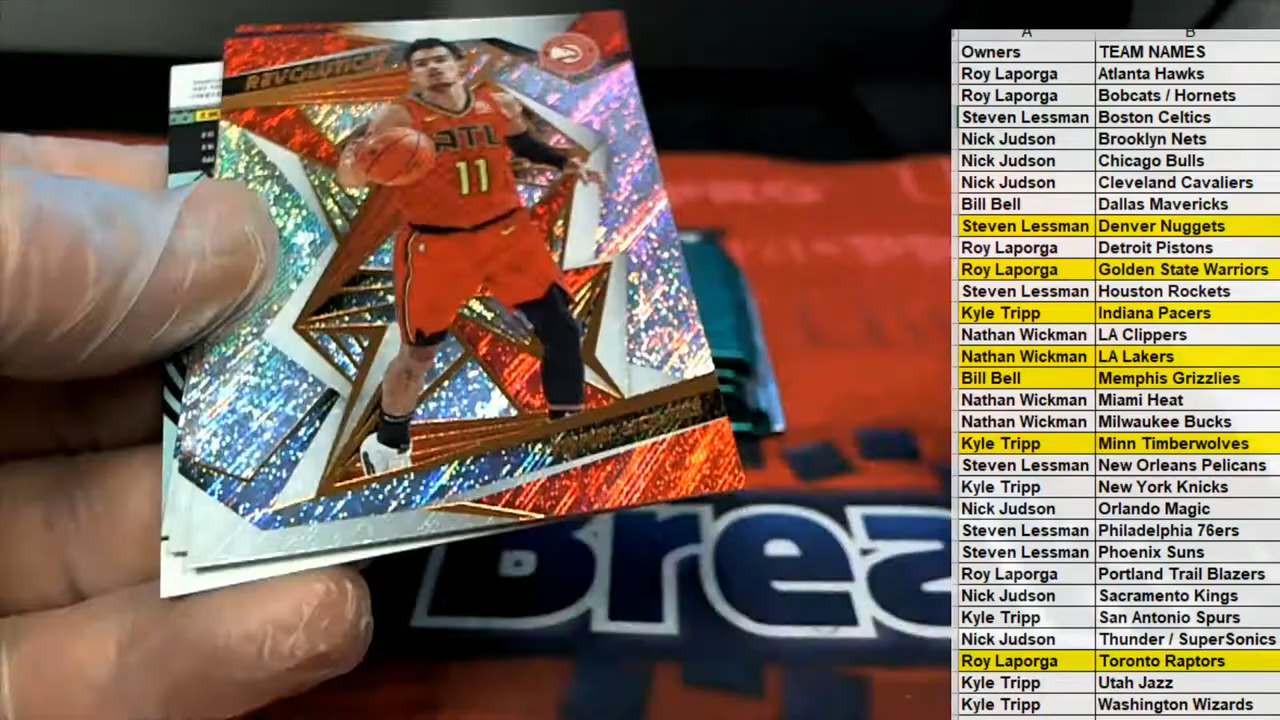 REVOLUTION
ATL
11
Brea
A B
Owners TEAM NAMES
Roy Laporga Atlanta Hawks
Roy Laporga Bobcats / Hornets
Steven Lessman Boston Celtics
Nick Judson Brooklyn Nets
Nick Judson Chicago Bulls
Nick Judson Cleveland Cavaliers
Bill Bell Dallas Mavericks
Steven Lessman Denver Nuggets
Roy Laporga Detroit Pistons
Roy Laporga Golden State Warriors
Steven Lessman Houston Rockets
Kyle Tripp Indiana Pacers
Nathan Wickman LA Clippers
Nathan Wickman LA Lakers
Bill Bell Memphis Grizzlies
Nathan Wickman Miami Heat
Nathan Wickman Milwaukee Bucks
Kyle Tripp Minn Timberwolves
Steven Lessman New Orleans Pelicans
Kyle Tripp New York Knicks
Nick Judson Orlando Magic
Steven Lessman Philadelphia 76ers
Steven Lessman Phoenix Suns
Roy Laporga Portland Trail Blazers
Nick Judson Sacramento Kings
Kyle Tripp San Antonio Spurs
Nick Judson Thunder / SuperSonics
Roy Laporga Toronto Raptors
Kyle Tripp Utah Jazz
Kyle Tripp Washington Wizards